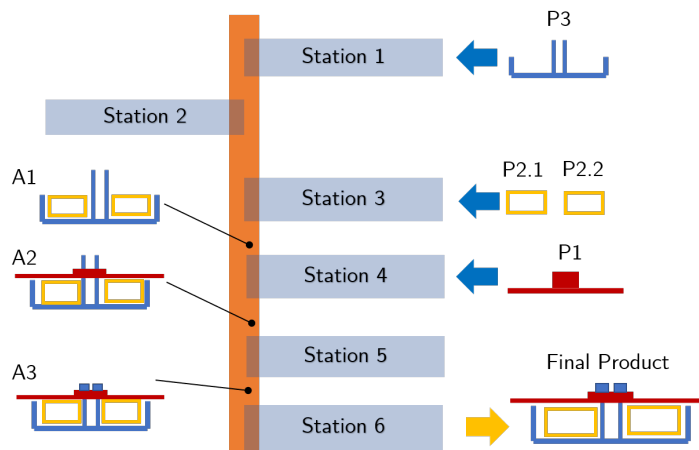 P3
Station 1
Station 2
P2.1 P2.2
A1
Station 3
A2
P1
Station 4
Station 5
Final Product
A3
Station 6